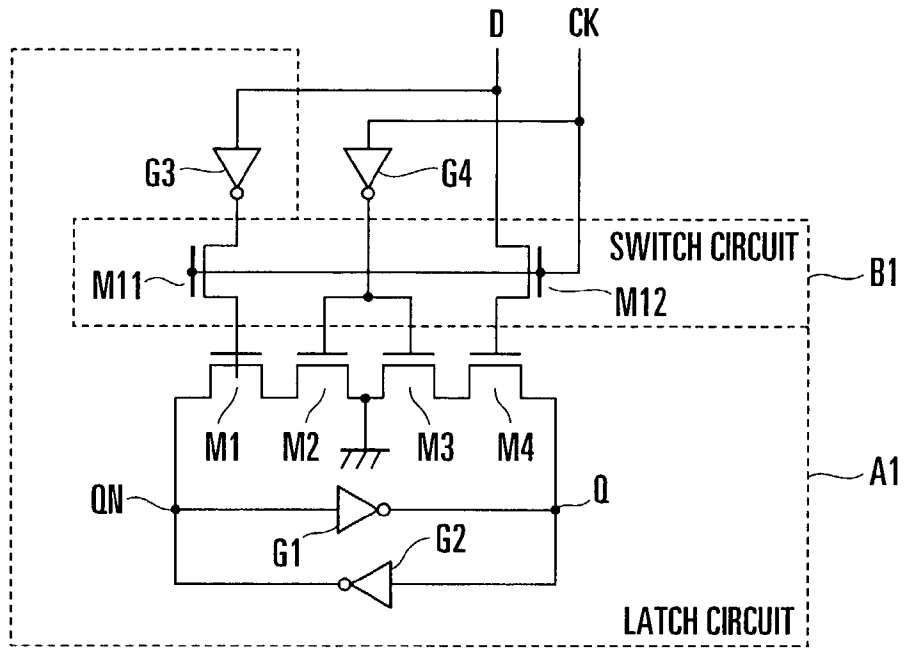 D CK
G3 G4
SWITCH CIRCUIT
B1
M11 M12
M1 M2 M3 M4
A1
QN Q
G1 G2
LATCH CIRCUIT